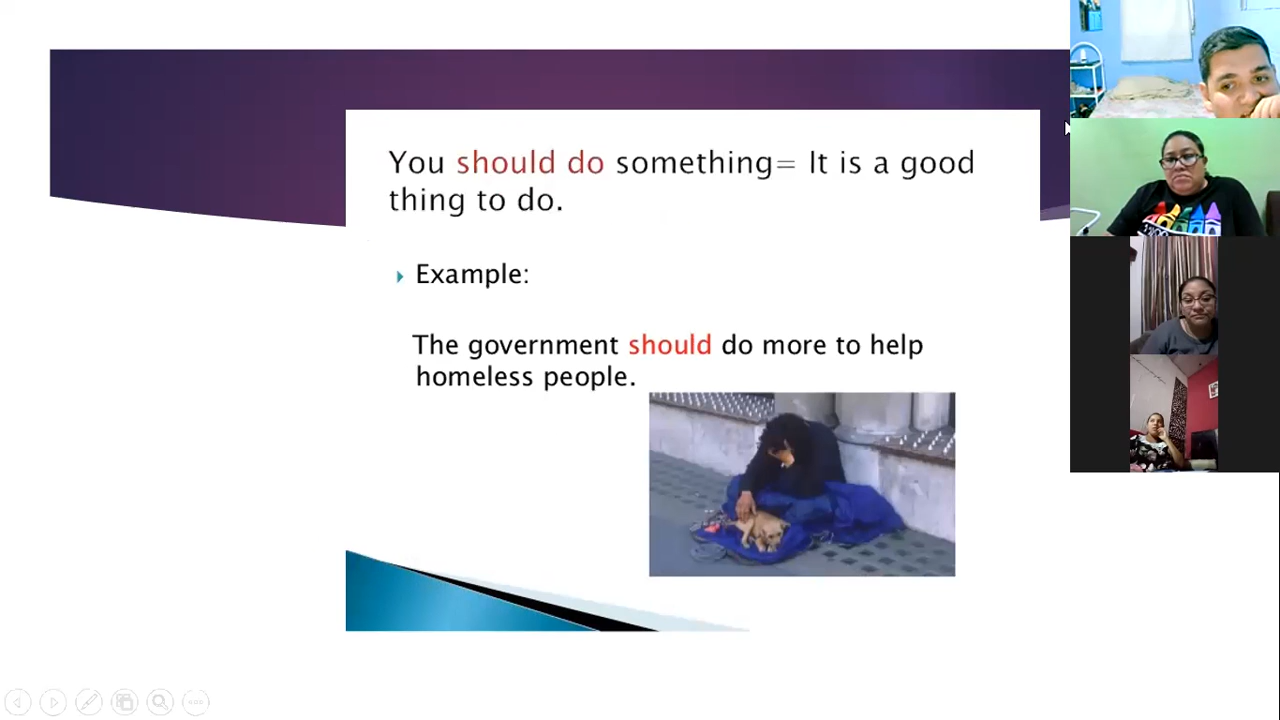 You should do something= It is a good
thing to do.
Example:
The government should do more to help
homeless people.